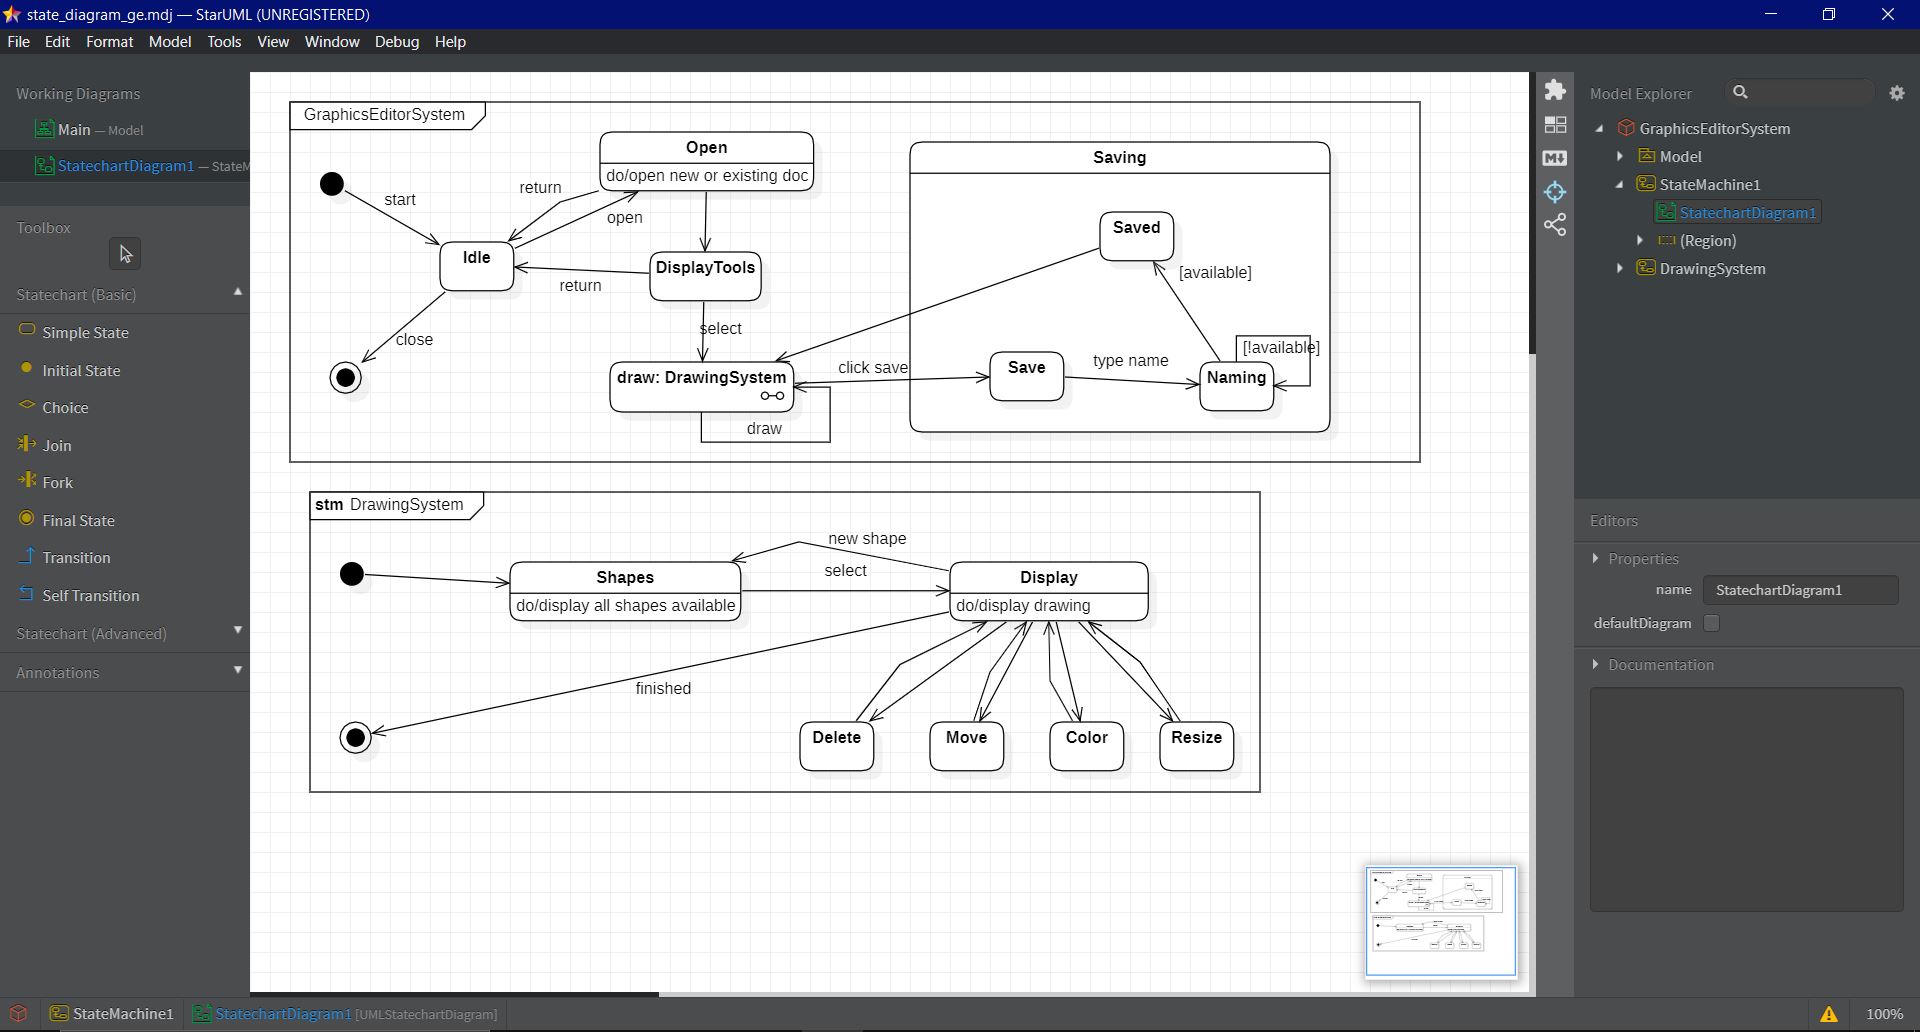 state_diagram_ge.mdj — StarUML (UNREGISTERED)
File Edit Format Model Tools View Window Debug Help
Working Diagrams
Main — Model
StatechartDiagram1 — StateM
Toolbox
Statechart (Basic)
Simple State
Initial State
Choice
Join
Fork
Final State
Transition
Self Transition
Statechart (Advanced)
Annotations
GraphicsEditorSystem
Open
do/open new or existing doc
Saving
start
return
open
Saved
Idle
DisplayTools
[available]
return
select
close
[!available]
click save
Save
type name
Naming
draw: DrawingSystem
draw
stm DrawingSystem
new shape
select
Shapes
do/display all shapes available
Display
do/display drawing
finished
Delete
Move
Color
Resize
Model Explorer
GraphicsEditorSystem
Model
StateMachine1
StatechartDiagram1
(Region)
DrawingSystem
Editors
Properties
name StatechartDiagram1
defaultDiagram
Documentation
StateMachine1 StatechartDiagram1 [UMLStatechartDiagram]
100%
M